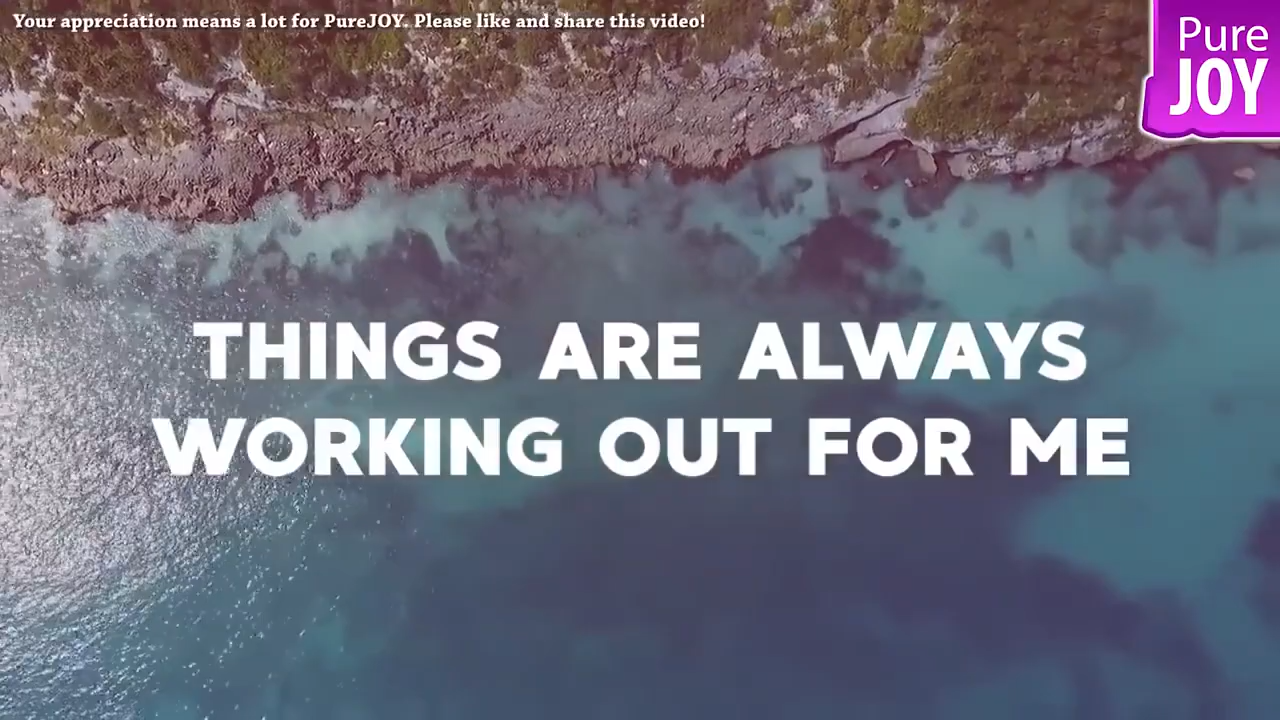 Your appreciation means a lot for PureJOY. Please like and share this video!
Pure
JOY
THINGS ARE ALWAYS
WORKING OUT FOR ME